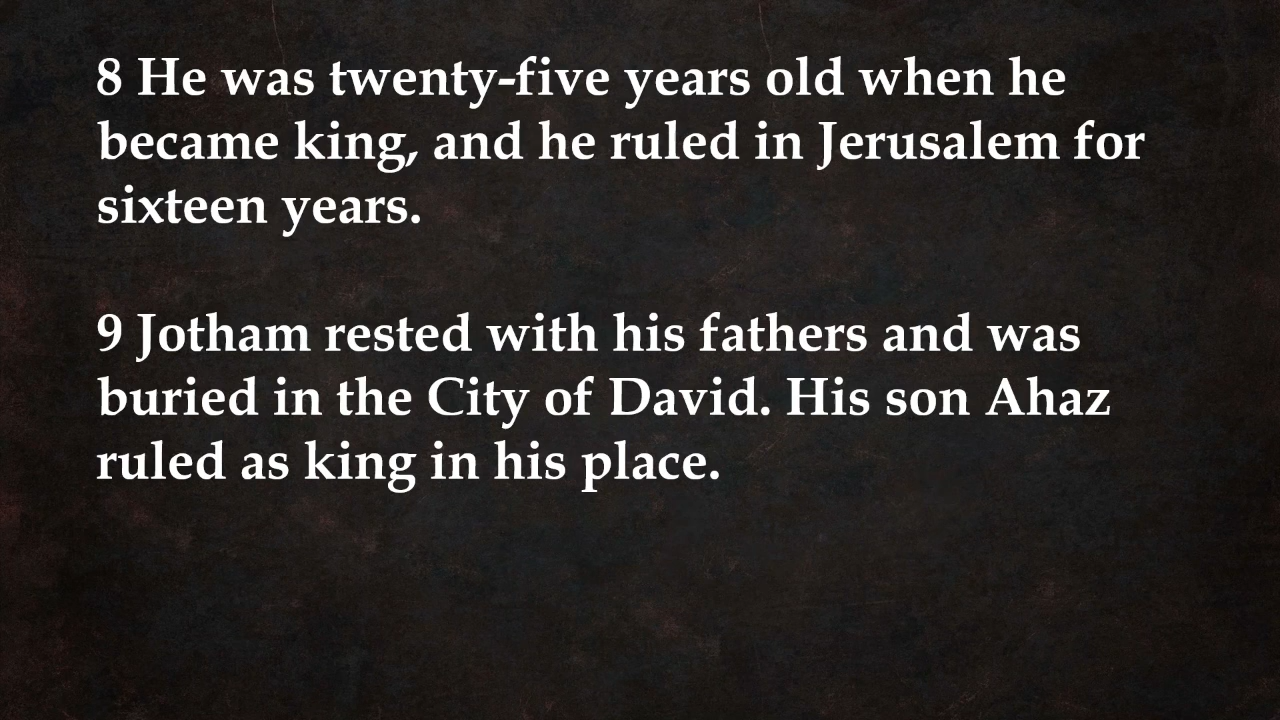 8 He was twenty-five years old when he
became king, and he ruled in Jerusalem for
sixteen years.
9 Jotham rested with his fathers and was
buried in the City of David. His son Ahaz
ruled as king in his place.